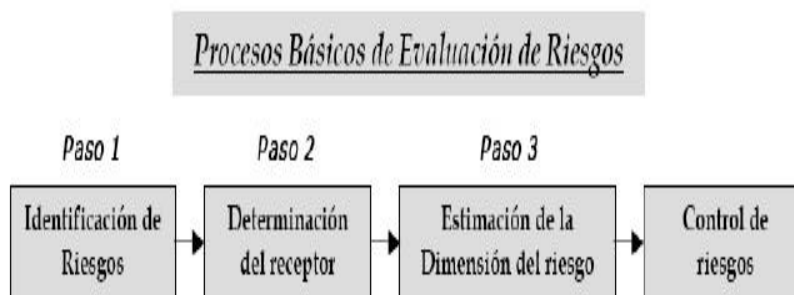 Procesos Básicos de Evaluación de Riesgos
Paso 1
Paso 2
Paso 3
Identificación de
Riesgos
Determinación
del receptor
Estimación de la
Dimensión del riesgo
Control de
riesgos